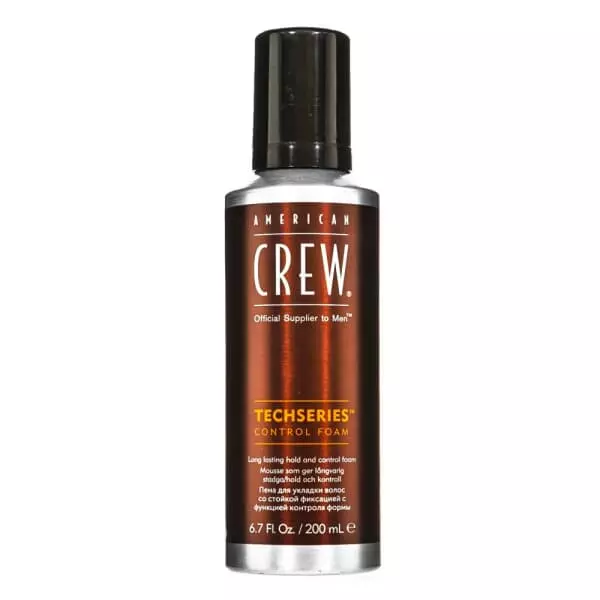 AMERICAN
CREW®
Official Supplier to Men™
TECHSERIES™
CONTROL FOAM
Long lasting hold and control foam
Mousse som ger långvarig
stadga/hold och kontroll
Пена для укладки волос
со стойкой фиксацией с
функцией контроля формы
6.7 Fl. Oz. / 200 mL ℮